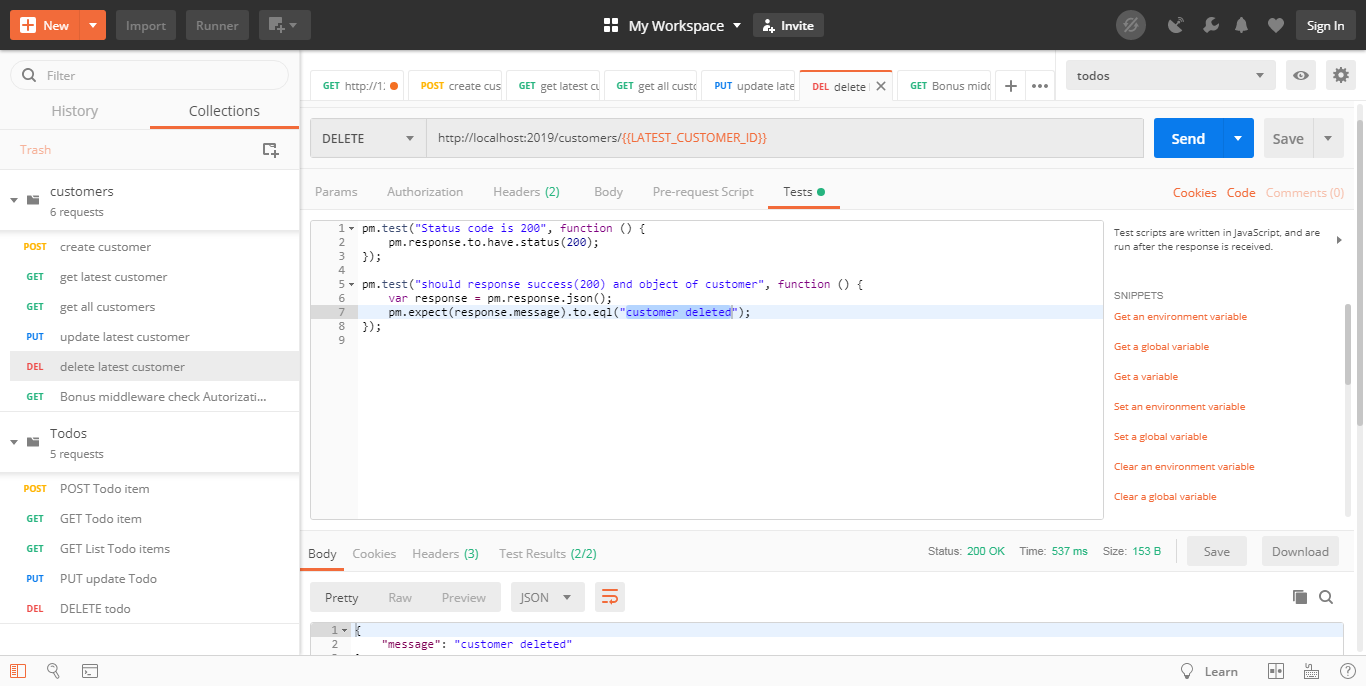 New
Import
Runner
My Workspace
Invite
Sign In
Filter
History
Collections
Trash
customers
6 requests
POST create customer
GET get latest customer
GET get all customers
PUT update latest customer
DEL delete latest customer
GET Bonus middleware check Autorizati...
Todos
5 requests
POST POST Todo item
GET GET Todo item
GET GET List Todo items
PUT PUT update Todo
DEL DELETE todo
GET http://1:
POST create cus
GET get latest cu
GET get all custo
PUT update late
DEL delete
GET Bonus mid
todos
DELETE
http://localhost:2019/customers/{{LATEST_CUSTOMER_ID}}
Send
Save
Params
Authorization
Headers (2)
Body
Pre-request Script
Tests
Cookies
Code
Comments (0)
1 pm.test("Status code is 200", function () {
2     pm.response.to.have.status(200);
3 });
4
5 pm.test("should response success(200) and object of customer", function () {
6     var response = pm.response.json();
7     pm.expect(response.message).to.eql("customer deleted");
8 });
9
Test scripts are written in JavaScript, and are
run after the response is received.
SNIPPETS
Get an environment variable
Get a global variable
Get a variable
Set an environment variable
Set a global variable
Clear an environment variable
Clear a global variable
Body
Cookies
Headers (3)
Test Results (2/2)
Status: 200 OK
Time: 537 ms
Size: 153 B
Save
Download
Pretty
Raw
Preview
JSON
1 {
2     "message": "customer deleted"
Learn